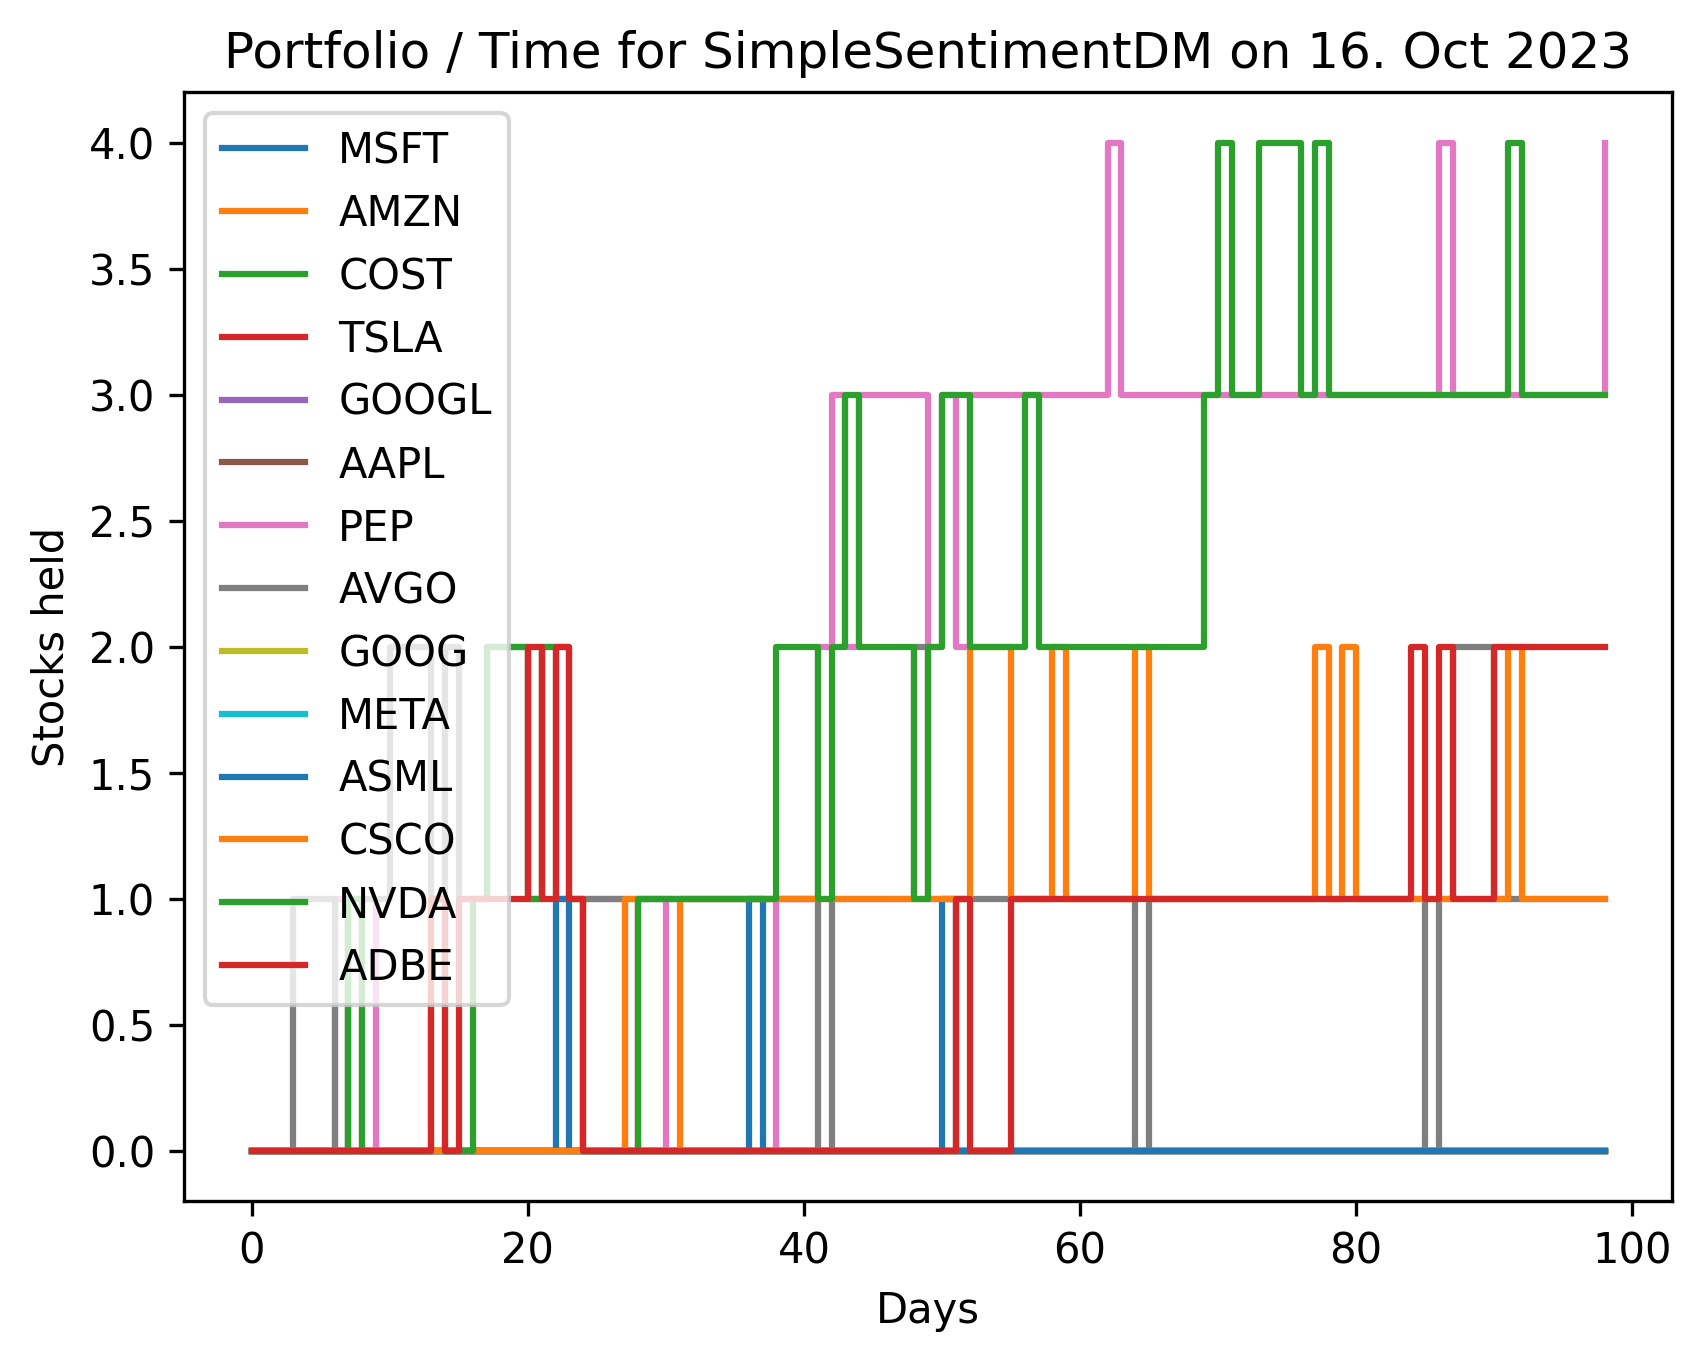 Portfolio / Time for SimpleSentimentDM on 16. Oct 2023
MSFT
AMZN
COST
TSLA
GOOGL
AAPL
PEP
AVGO
GOOG
META
ASML
CSCO
NVDA
ADBE
4.0
3.5
3.0
2.5
2.0
1.5
1.0
0.5
0.0
Stocks held
0 20 40 60 80 100
Days